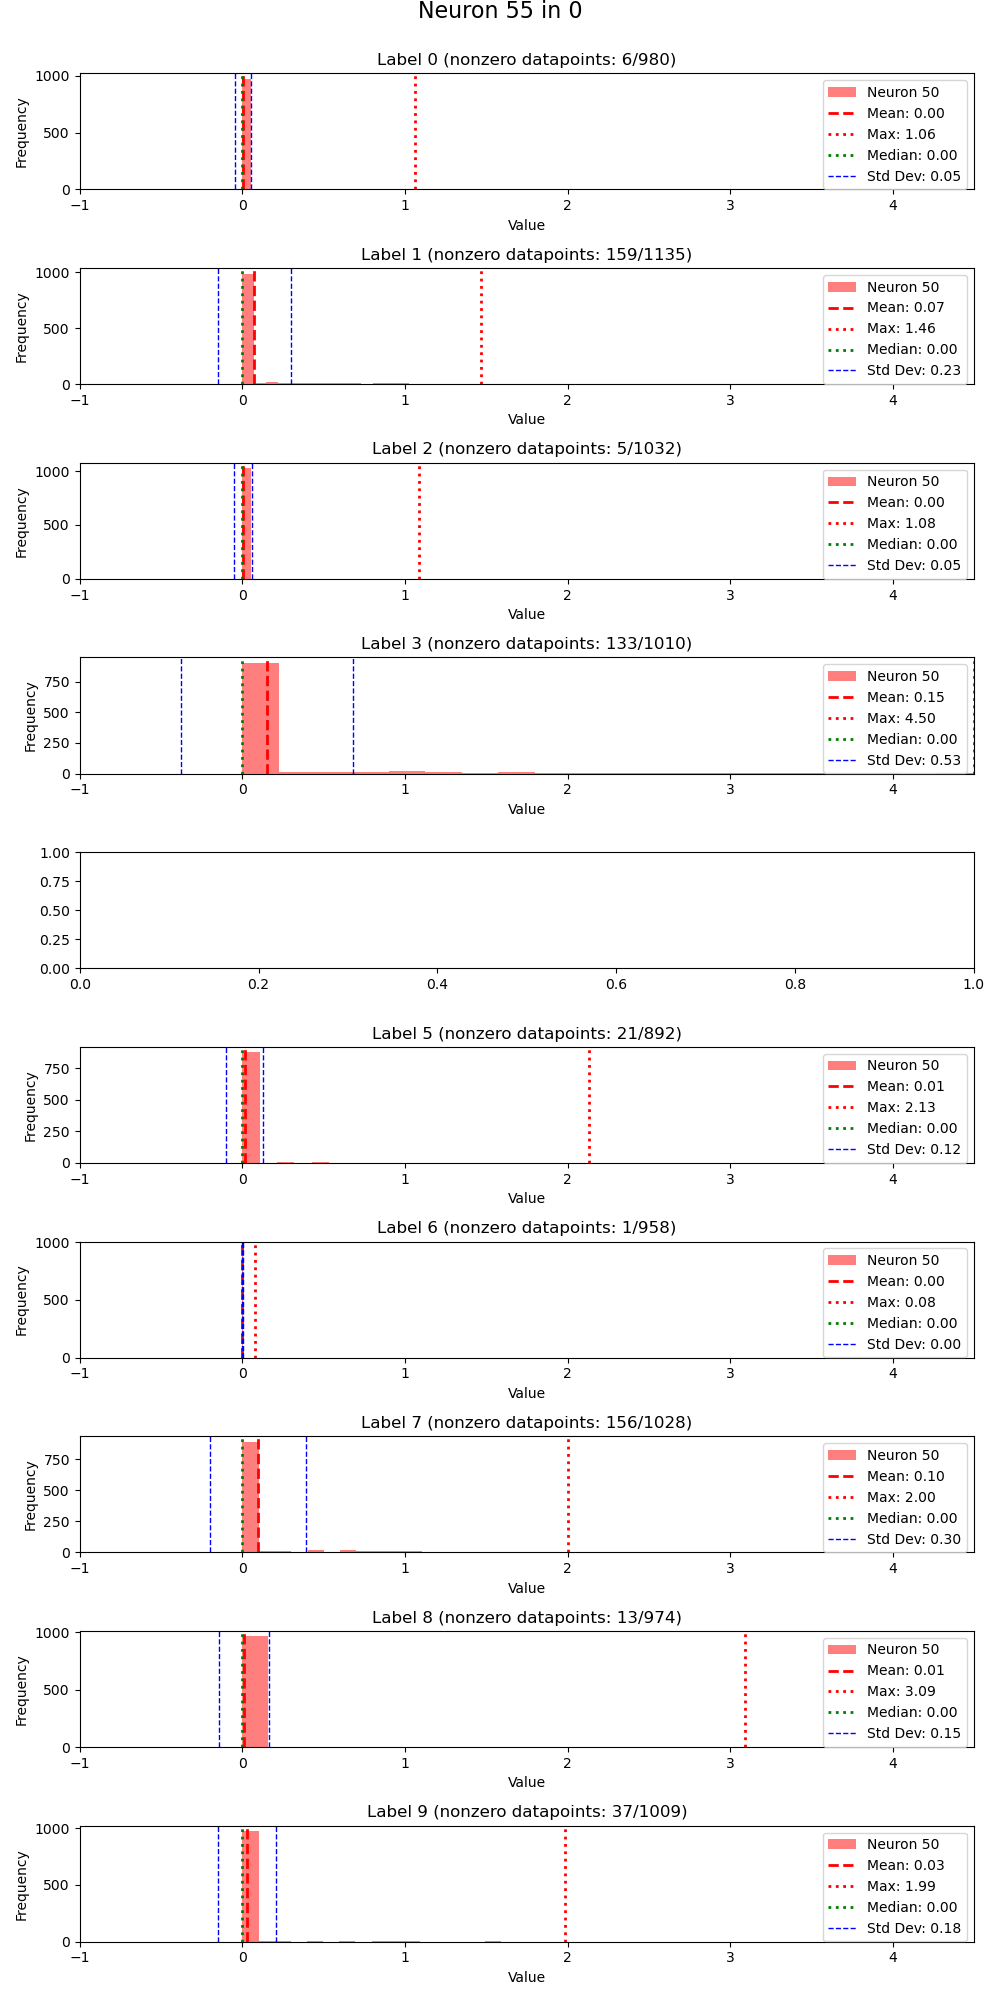 Neuron 55 in 0
Label 0 (nonzero datapoints: 6/980)
1000
500
0
Frequency
Neuron 50
Mean: 0.00
Max: 1.06
Median: 0.00
Std Dev: 0.05
−1 0 1 2 3 4
Value
Label 1 (nonzero datapoints: 159/1135)
1000
500
0
Frequency
Neuron 50
Mean: 0.07
Max: 1.46
Median: 0.00
Std Dev: 0.23
−1 0 1 2 3 4
Value
Label 2 (nonzero datapoints: 5/1032)
1000
500
0
Frequency
Neuron 50
Mean: 0.00
Max: 1.08
Median: 0.00
Std Dev: 0.05
−1 0 1 2 3 4
Value
Label 3 (nonzero datapoints: 133/1010)
750
500
250
0
Frequency
Neuron 50
Mean: 0.15
Max: 4.50
Median: 0.00
Std Dev: 0.53
−1 0 1 2 3 4
Value
1.00
0.75
0.50
0.25
0.00
0.0 0.2 0.4 0.6 0.8 1.0
Label 5 (nonzero datapoints: 21/892)
750
500
250
0
Frequency
Neuron 50
Mean: 0.01
Max: 2.13
Median: 0.00
Std Dev: 0.12
−1 0 1 2 3 4
Value
Label 6 (nonzero datapoints: 1/958)
1000
500
0
Frequency
Neuron 50
Mean: 0.00
Max: 0.08
Median: 0.00
Std Dev: 0.00
−1 0 1 2 3 4
Value
Label 7 (nonzero datapoints: 156/1028)
750
500
250
0
Frequency
Neuron 50
Mean: 0.10
Max: 2.00
Median: 0.00
Std Dev: 0.30
−1 0 1 2 3 4
Value
Label 8 (nonzero datapoints: 13/974)
1000
500
0
Frequency
Neuron 50
Mean: 0.01
Max: 3.09
Median: 0.00
Std Dev: 0.15
−1 0 1 2 3 4
Value
Label 9 (nonzero datapoints: 37/1009)
1000
500
0
Frequency
Neuron 50
Mean: 0.03
Max: 1.99
Median: 0.00
Std Dev: 0.18
−1 0 1 2 3 4
Value